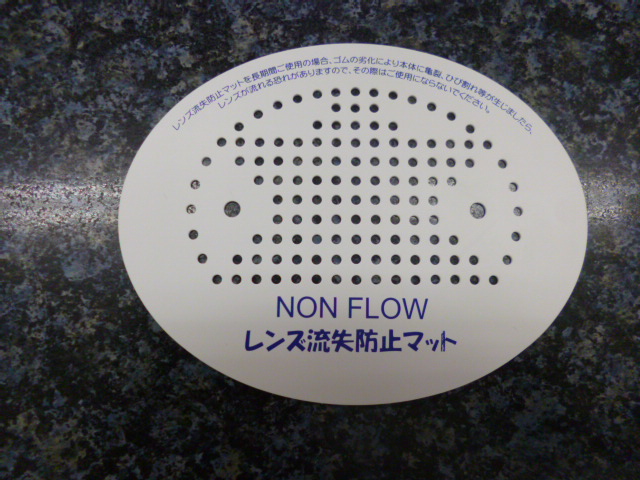 レンズ流失防止マットを長期間ご使用の場合、ゴムの劣化により本体に亀裂、ひび割れ等が生じましたら、
レンズが流れる恐れがありますので、その際はご使用にならないでください。
NON FLOW
レンズ流失防止マット